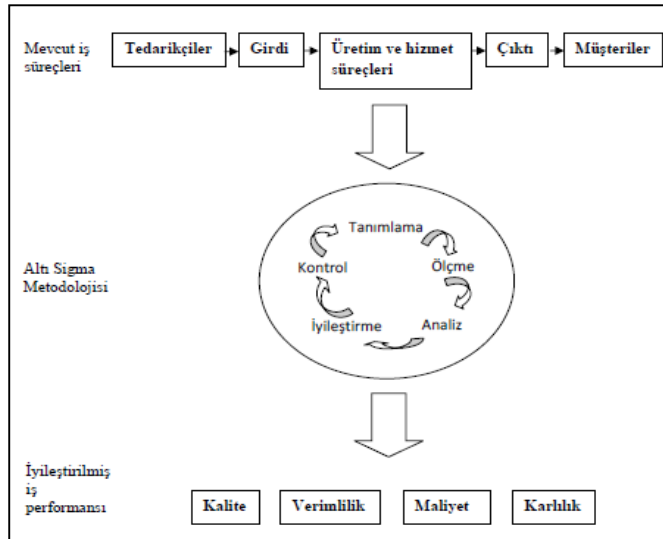 Mevcut iş
süreçleri
Tedarikçiler
Girdi
Üretim ve hizmet
süreçleri
Çıktı
Müşteriler
Altı Sigma
Metodolojisi
Tanımlama
Ölçme
Analiz
İyileştirme
Kontrol
İyileştirilmiş
iş
performansı
Kalite
Verimlilik
Maliyet
Karlılık